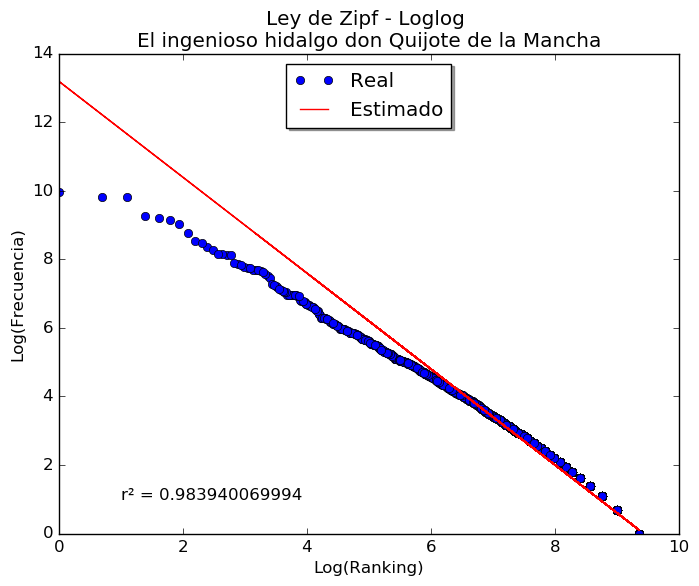 Ley de Zipf - Loglog
El ingenioso hidalgo don Quijote de la Mancha
Real
Estimado
14
12
10
8
6
4
2
0
Log(Frecuencia)
r² = 0.983940069994
0 2 4 6 8 10
Log(Ranking)